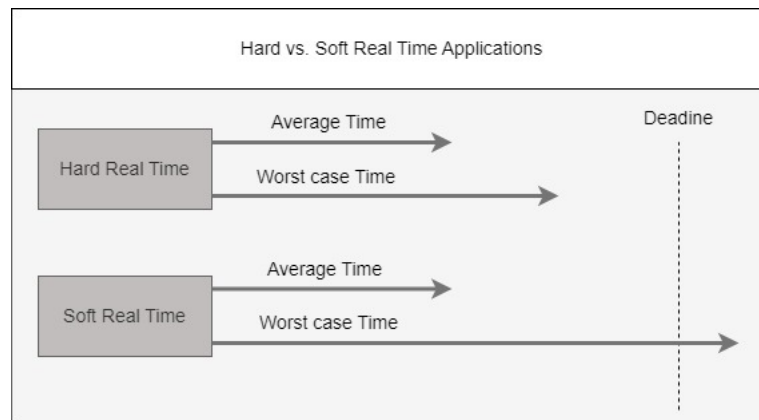 Hard vs. Soft Real Time Applications
Average Time
Deadine
Hard Real Time
Worst case Time
Average Time
Soft Real Time
Worst case Time